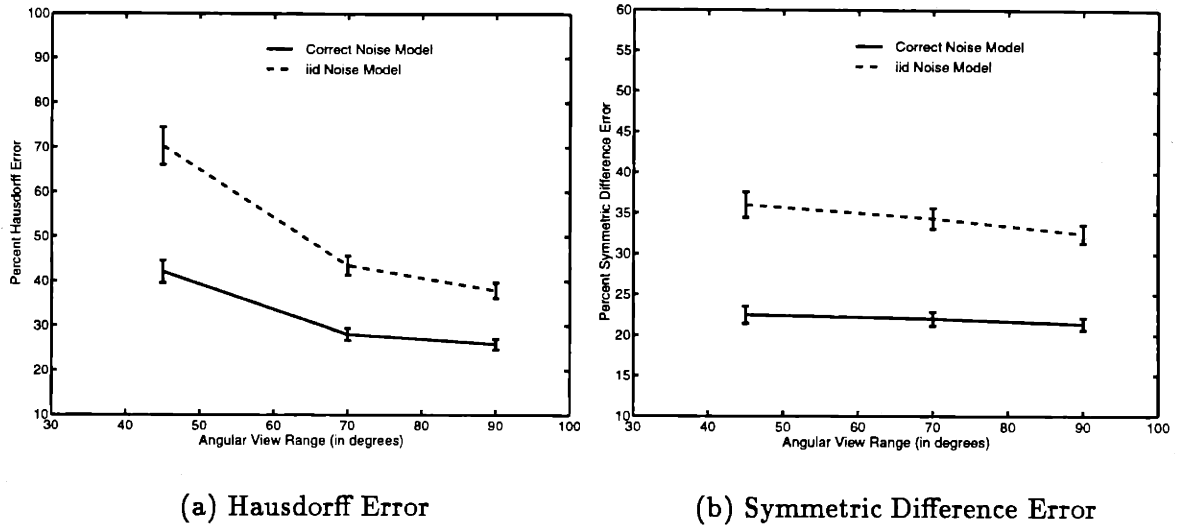 100
90
80
70
60
50
40
30
20
10
Percent Hausdorff Error
Correct Noise Model
iid Noise Model
30 40 50 60 70 80 90 100
Angular View Range (in degrees)
(a) Hausdorff Error
60
55
50
45
40
35
30
25
20
15
10
Percent Symmetric Difference Error
Correct Noise Model
iid Noise Model
30 40 50 60 70 80 90 100
Angular View Range (in degrees)
(b) Symmetric Difference Error